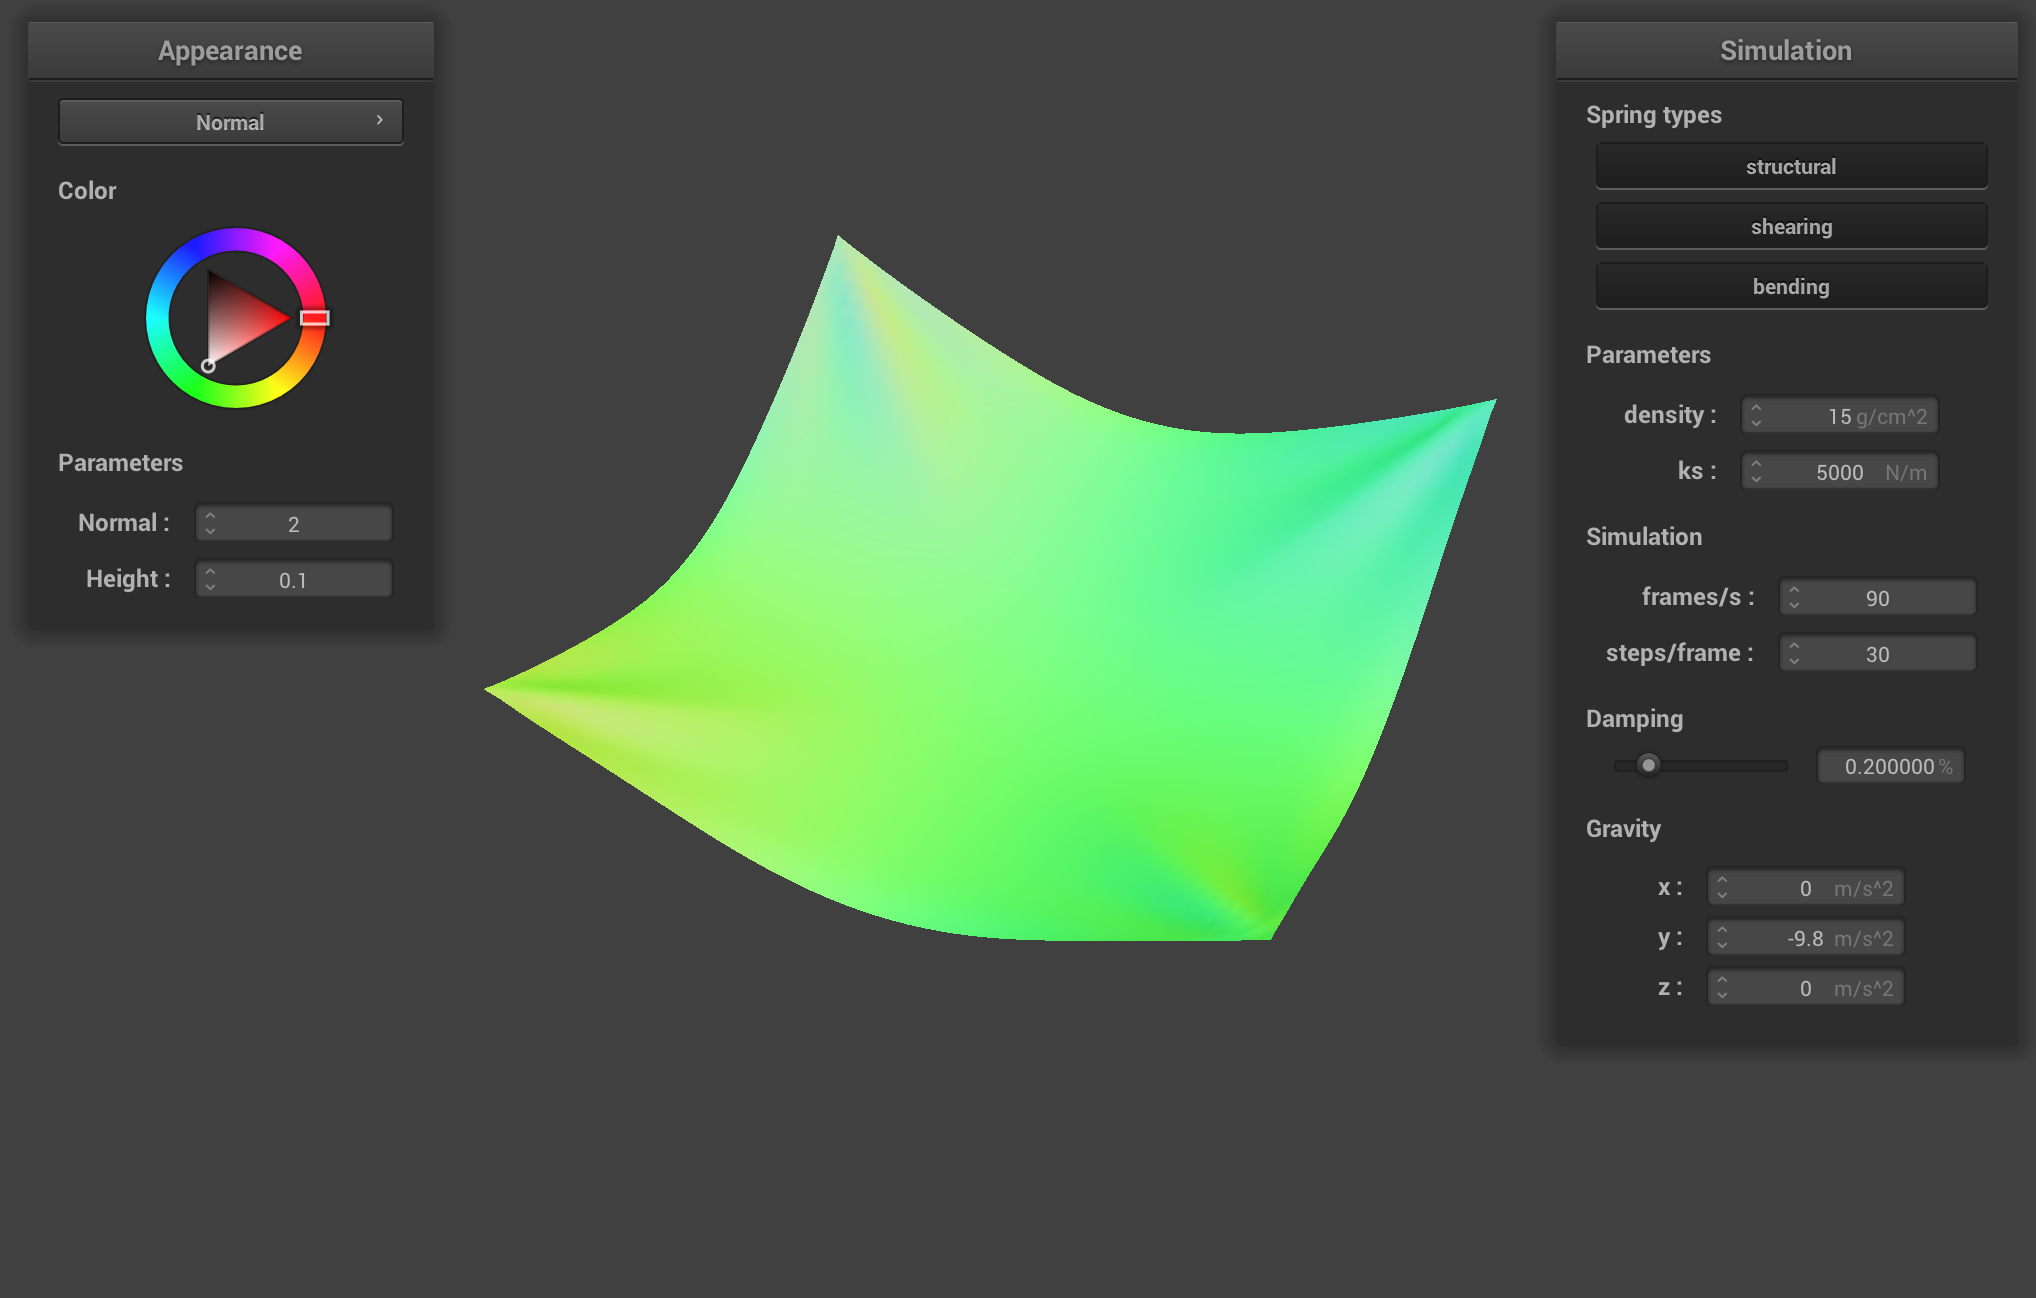 Appearance
Normal
Color
Parameters
Normal : 2
Height : 0.1
Simulation
Spring types
structural
shearing
bending
Parameters
density : 15 g/cm^2
ks : 5000 N/m
Simulation
frames/s : 90
steps/frame : 30
Damping
0.200000 %
Gravity
x : 0 m/s^2
y : -9.8 m/s^2
z : 0 m/s^2